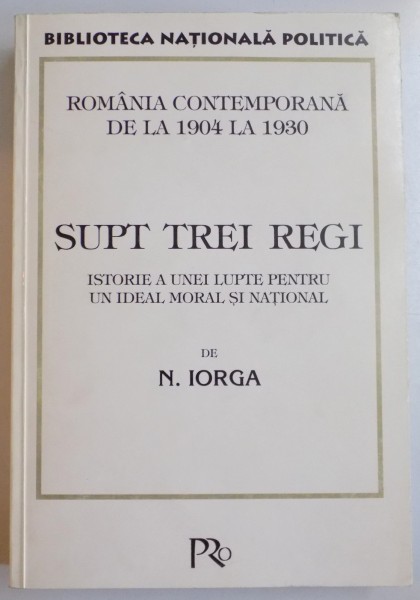 BIBLIOTECA NAȚIONALĂ POLITICĂ
ROMÂNIA CONTEMPORANĂ
DE LA 1904 LA 1930
SUPT TREI REGI
ISTORIE A UNEI LUPTE PENTRU
UN IDEAL MORAL ȘI NAȚIONAL
DE
N. IORGA
PRO